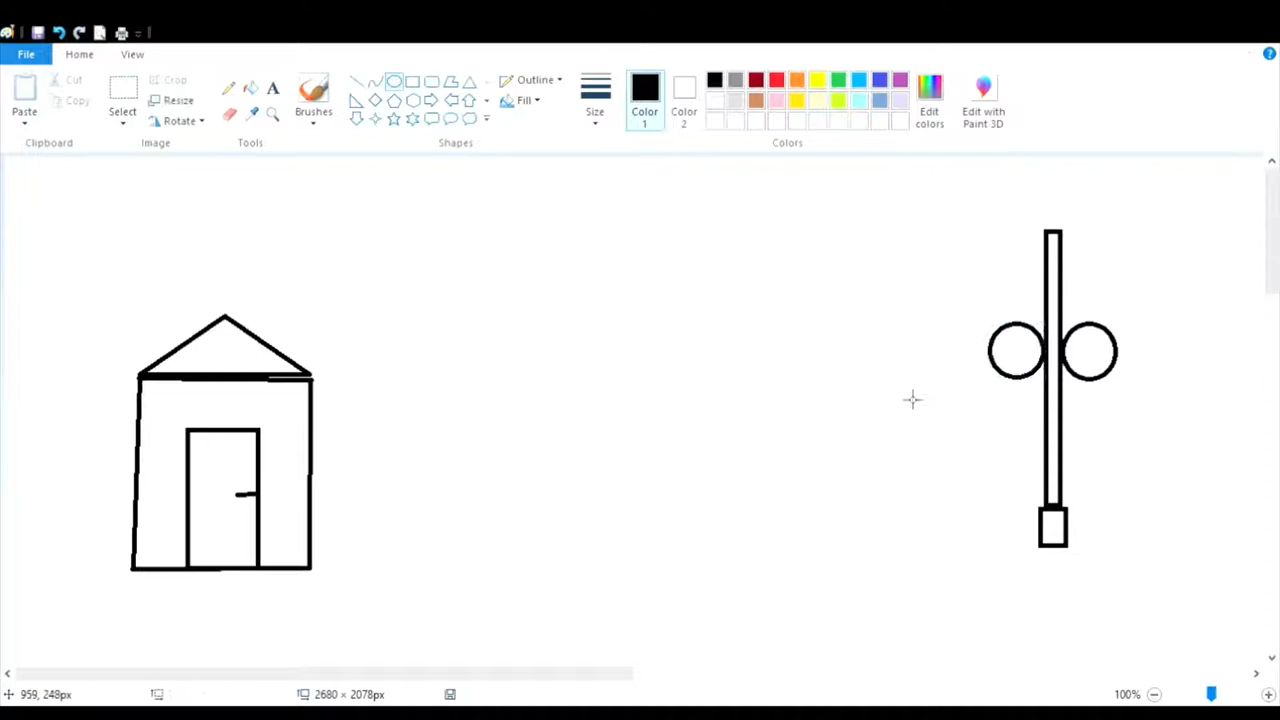 File Home View
Paste Cut Copy
Clipboard
Select Crop Resize Rotate
Image
A
Tools
Brushes
Shapes
Outline Fill
Size
Color 1
Color 2
Edit colors
Edit with Paint 3D
Colors
959, 248px 2680 × 2078px 100%